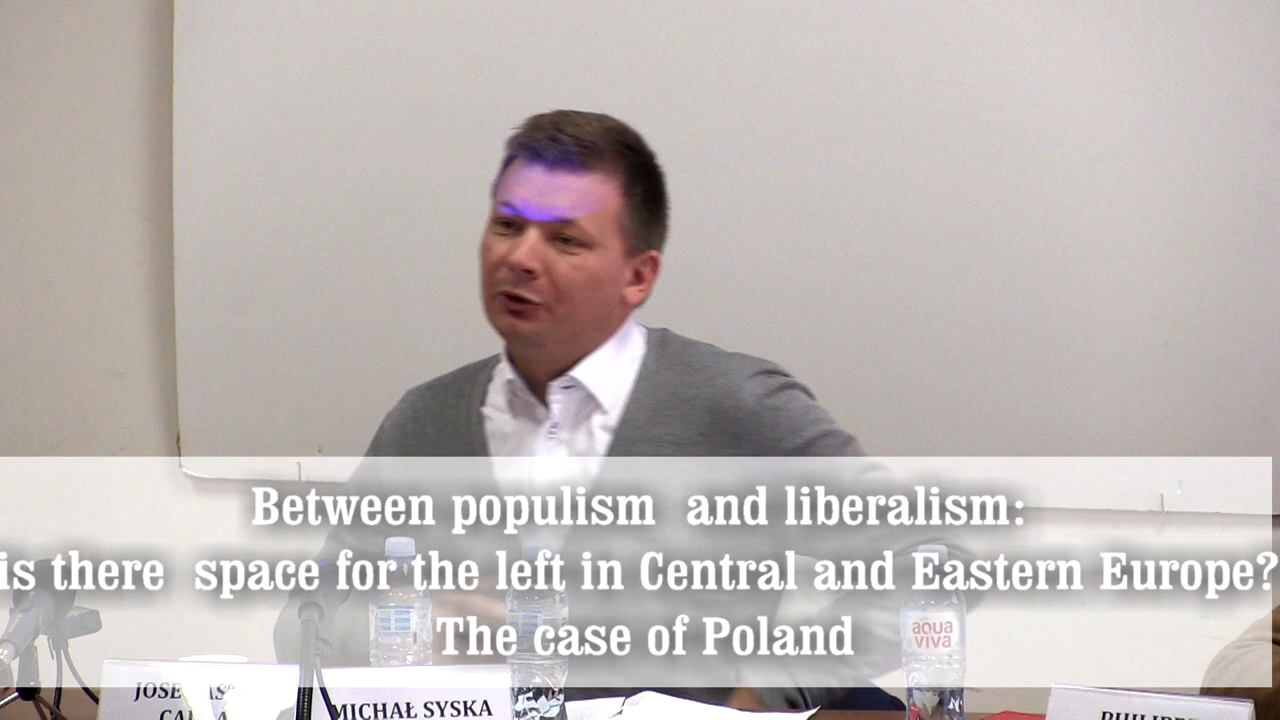 Between populism and liberalism:
is there space for the left in Central and Eastern Europe?
The case of Poland
aqua
viva
JOSE
MICHAŁ SYSKA